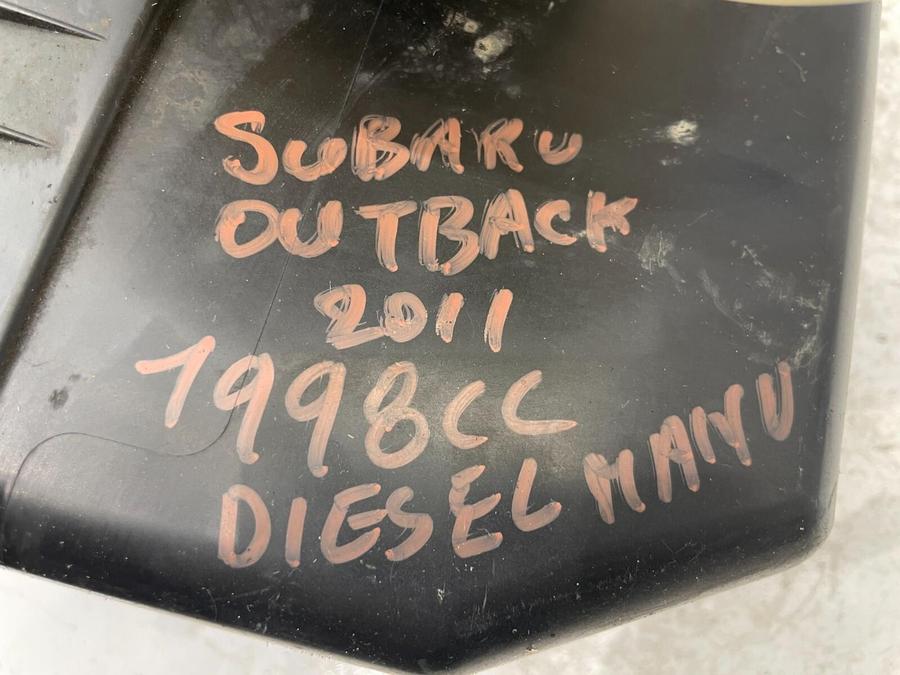 SUBARU
OUTBACK
2011
1998CC
DIESEL MANU